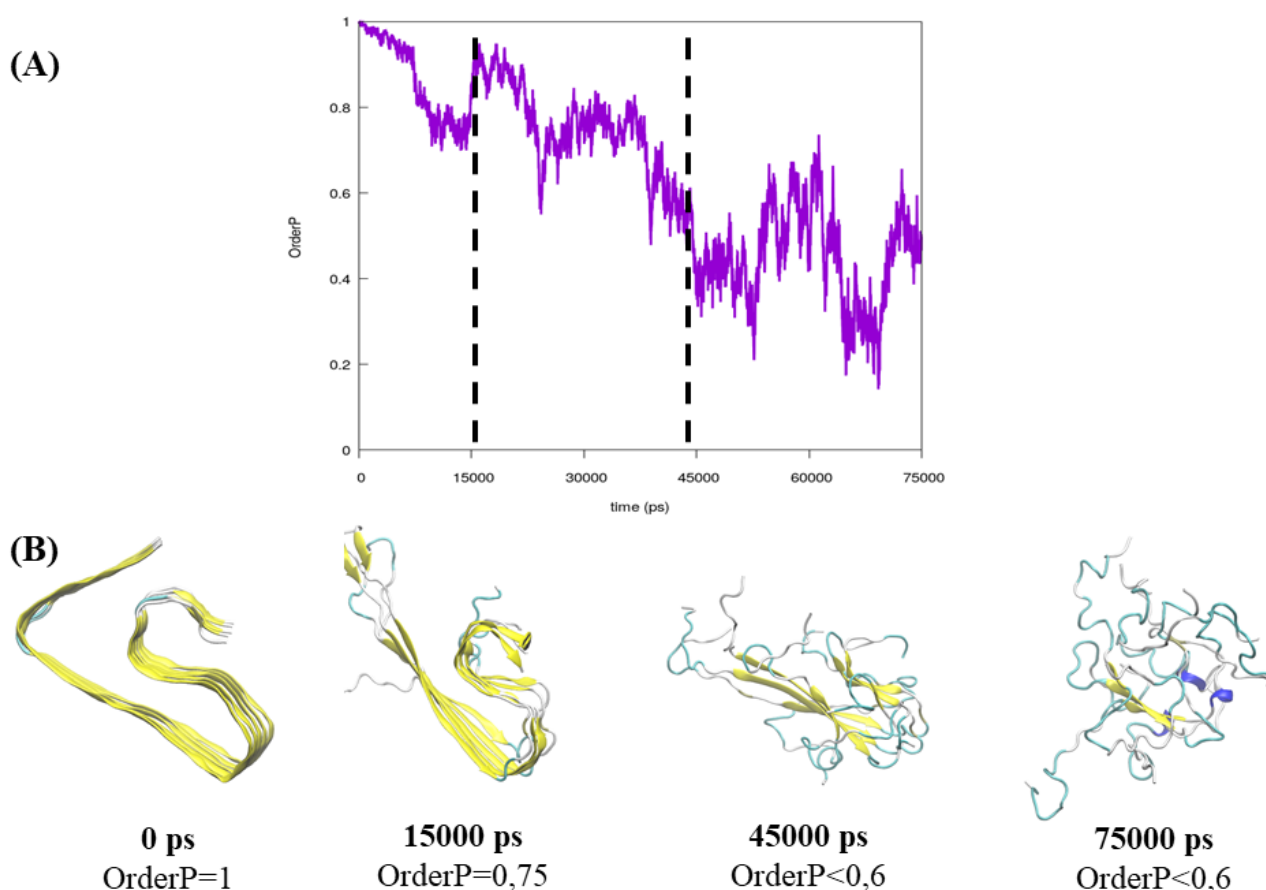 (A)
1
0.8
0.6
0.4
0.2
0
OrderP
0 15000 30000 45000 60000 75000
time (ps)
(B)
0 ps 15000 ps 45000 ps 75000 ps
OrderP=1 OrderP=0,75 OrderP<0,6 OrderP<0,6